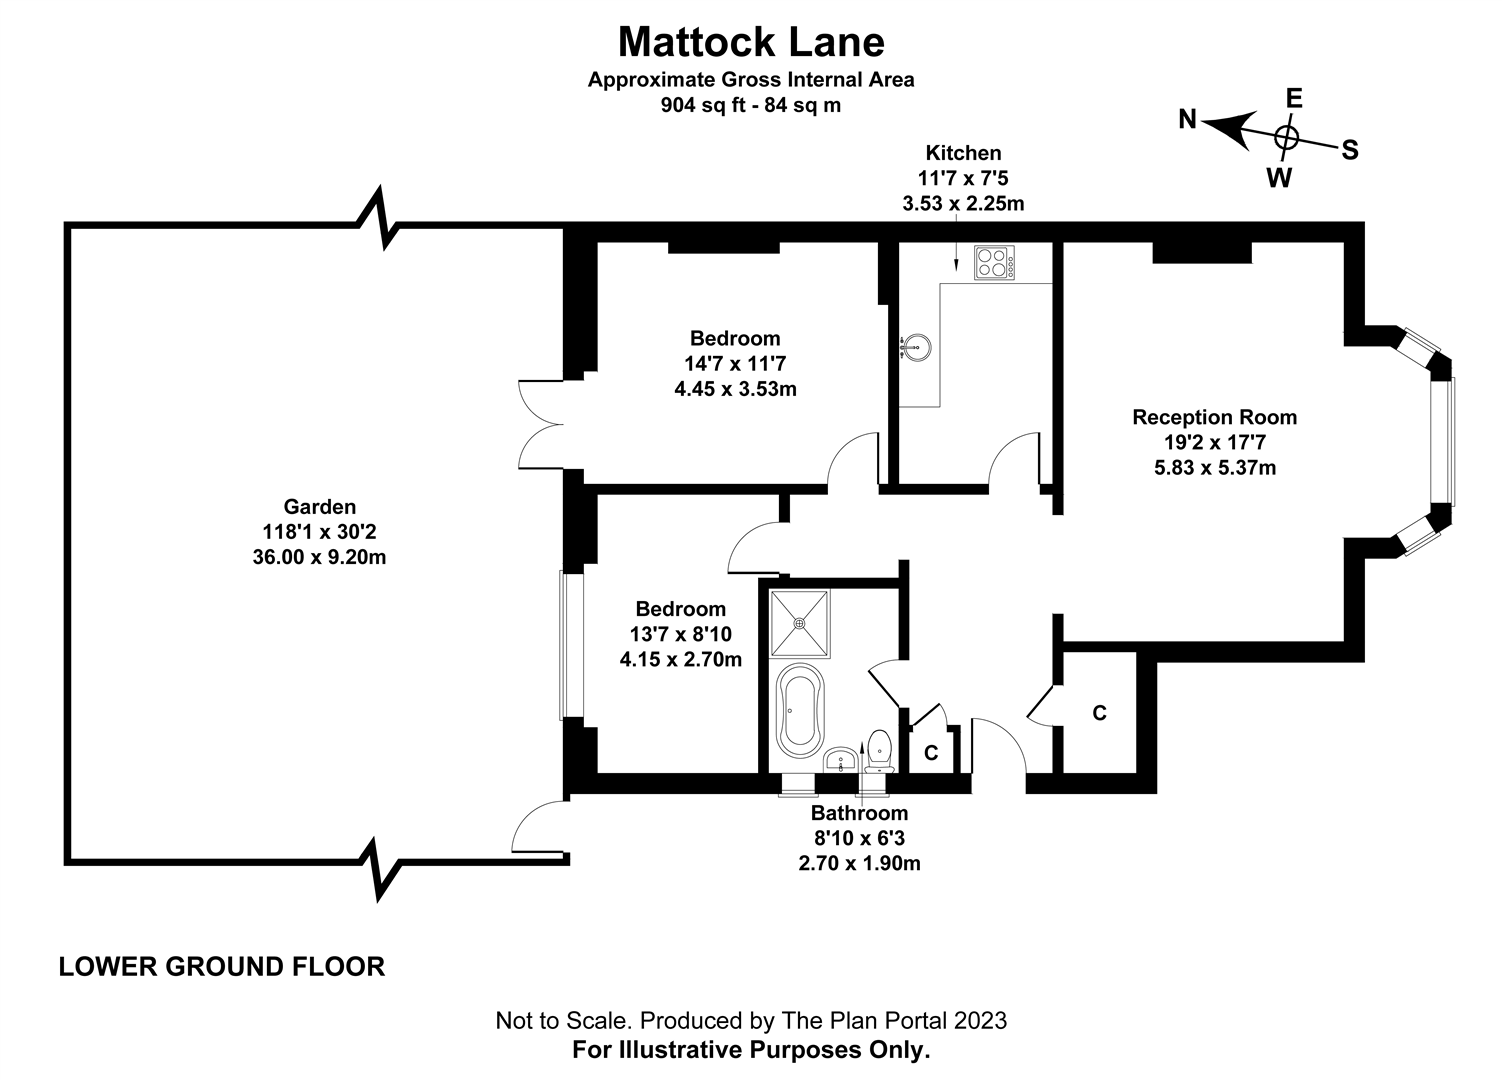 Mattock Lane
Approximate Gross Internal Area
904 sq ft - 84 sq m
N
E
S
W
Kitchen
11'7 x 7'5
3.53 x 2.25m
Bedroom
14'7 x 11'7
4.45 x 3.53m
Reception Room
19'2 x 17'7
5.83 x 5.37m
Garden
118'1 x 30'2
36.00 x 9.20m
Bedroom
13'7 x 8'10
4.15 x 2.70m
C
C
Bathroom
8'10 x 6'3
2.70 x 1.90m
LOWER GROUND FLOOR
Not to Scale. Produced by The Plan Portal 2023
For Illustrative Purposes Only.